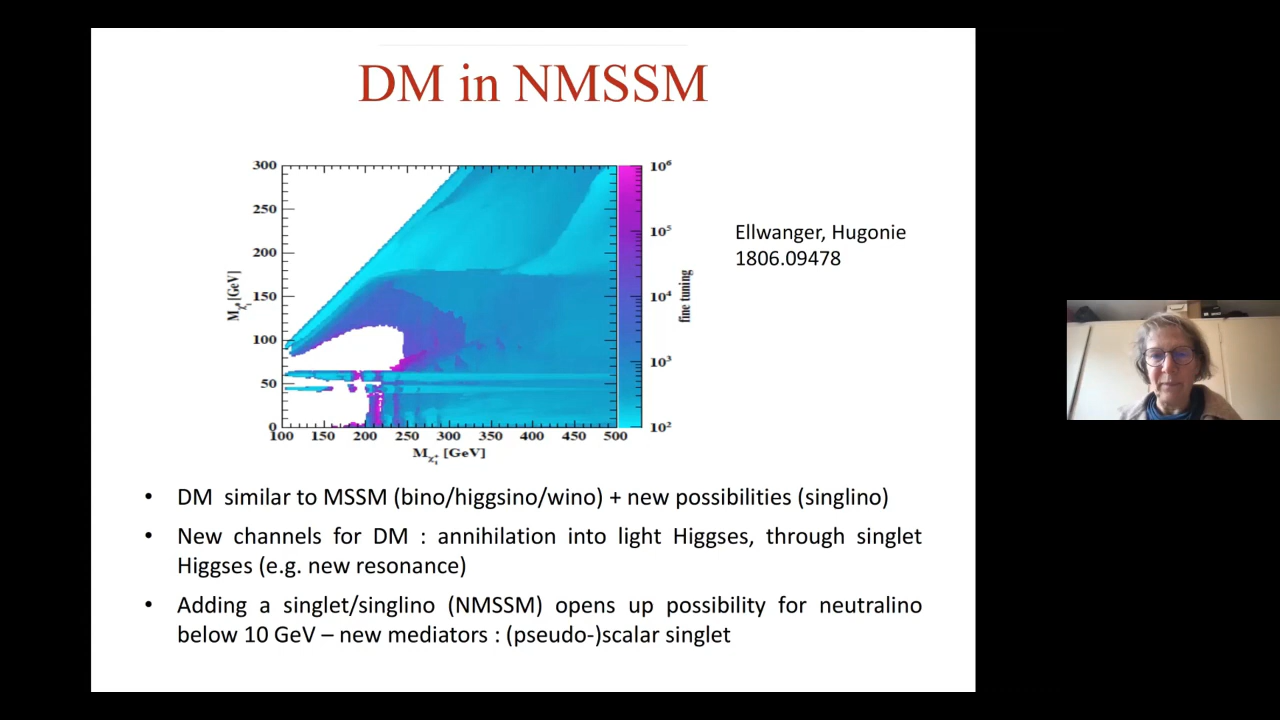 DM in NMSSM
300
250
200
150
100
50
0
100 150 200 250 300 350 400 450 500
M [GeV]
M [GeV]
10⁶
10⁵
10⁴
10³
10²
fine tuning
Ellwanger, Hugonie
1806.09478
• DM similar to MSSM (bino/higgsino/wino) + new possibilities (singlino)
• New channels for DM : annihilation into light Higgses, through singlet
Higgses (e.g. new resonance)
• Adding a singlet/singlino (NMSSM) opens up possibility for neutralino
below 10 GeV – new mediators : (pseudo-)scalar singlet